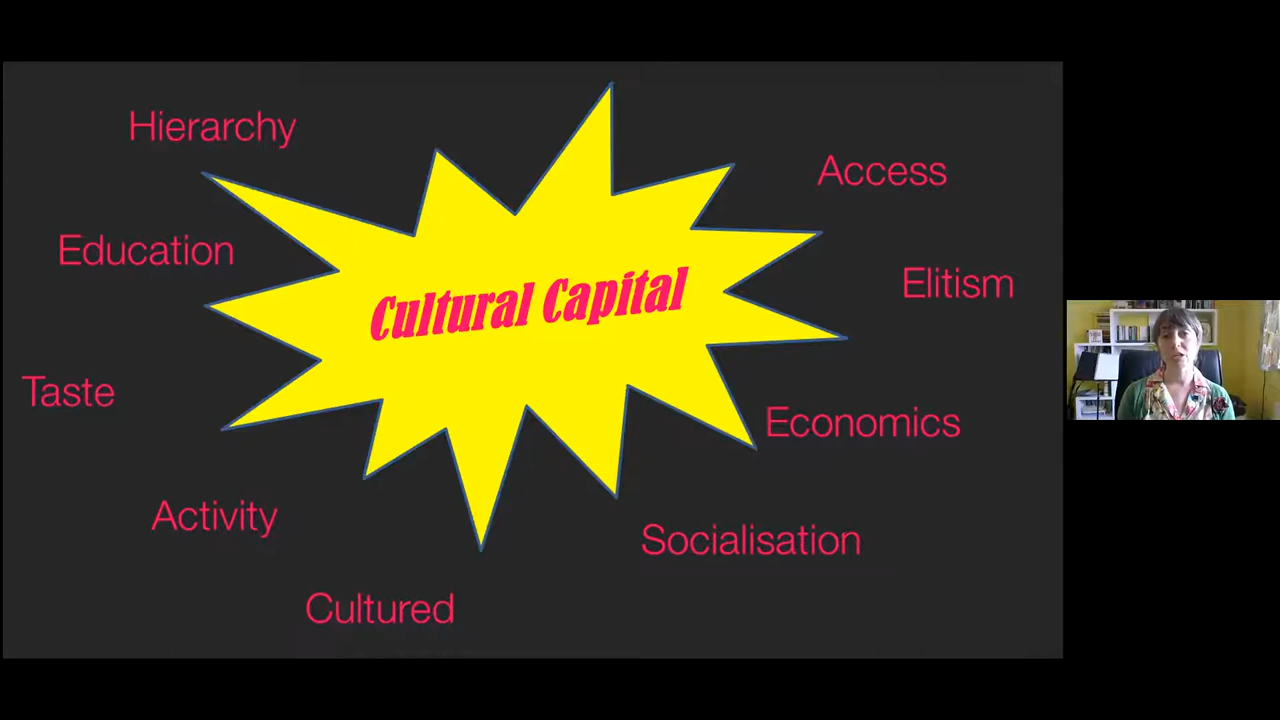 Hierarchy
Access
Education
Elitism
Cultural Capital
Taste
Economics
Activity
Socialisation
Cultured